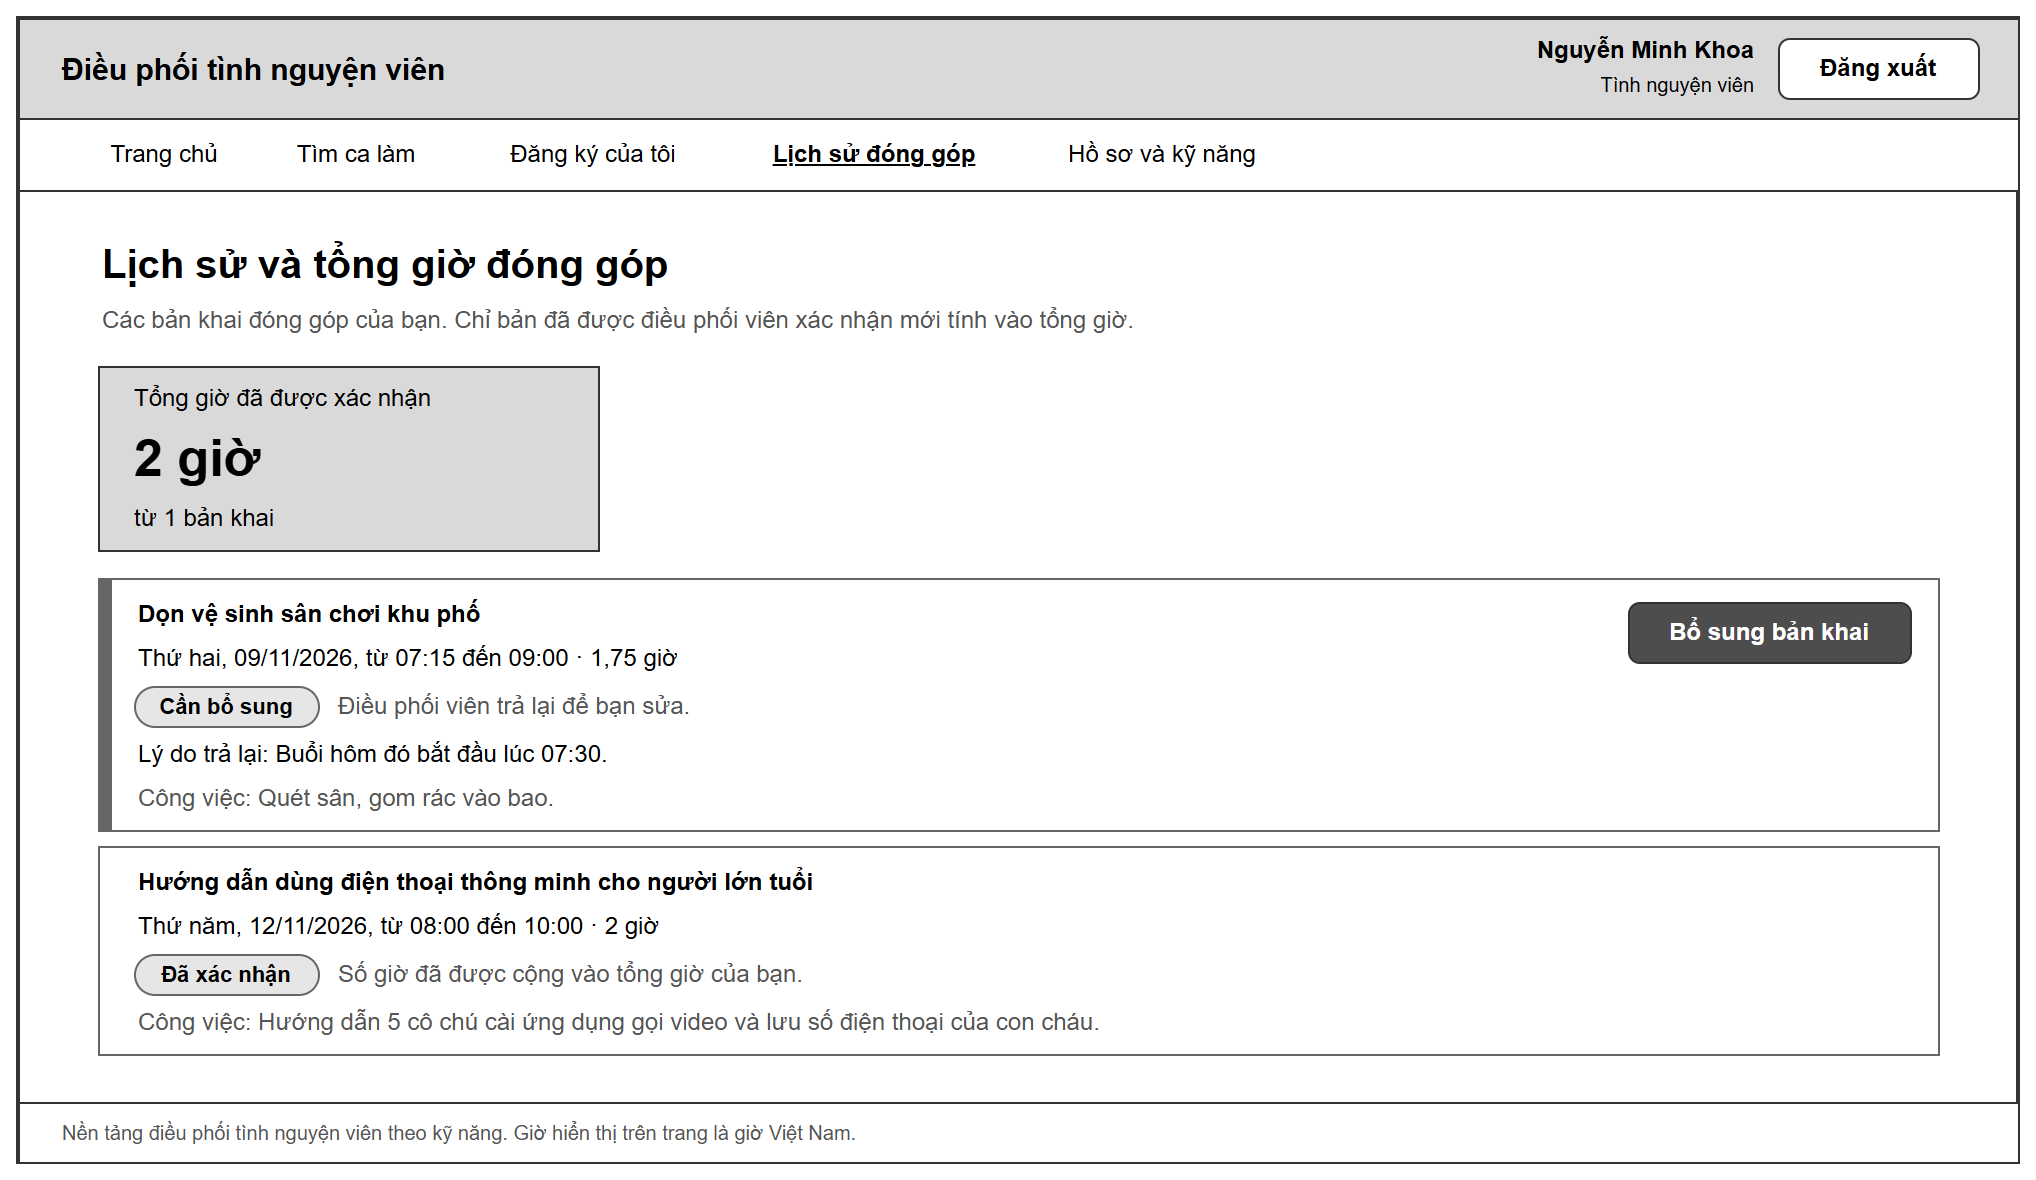 Điều phối tình nguyện viên
Nguyễn Minh Khoa
Tình nguyện viên
Đăng xuất
Trang chủ
Tìm ca làm
Đăng ký của tôi
Lịch sử đóng góp
Hồ sơ và kỹ năng
Lịch sử và tổng giờ đóng góp
Các bản khai đóng góp của bạn. Chỉ bản đã được điều phối viên xác nhận mới tính vào tổng giờ.
Tổng giờ đã được xác nhận
2 giờ
từ 1 bản khai
Dọn vệ sinh sân chơi khu phố
Bổ sung bản khai
Thứ hai, 09/11/2026, từ 07:15 đến 09:00 · 1,75 giờ
Cần bổ sung
Điều phối viên trả lại để bạn sửa.
Lý do trả lại: Buổi hôm đó bắt đầu lúc 07:30.
Công việc: Quét sân, gom rác vào bao.
Hướng dẫn dùng điện thoại thông minh cho người lớn tuổi
Thứ năm, 12/11/2026, từ 08:00 đến 10:00 · 2 giờ
Đã xác nhận
Số giờ đã được cộng vào tổng giờ của bạn.
Công việc: Hướng dẫn 5 cô chú cài ứng dụng gọi video và lưu số điện thoại của con cháu.
Nền tảng điều phối tình nguyện viên theo kỹ năng. Giờ hiển thị trên trang là giờ Việt Nam.